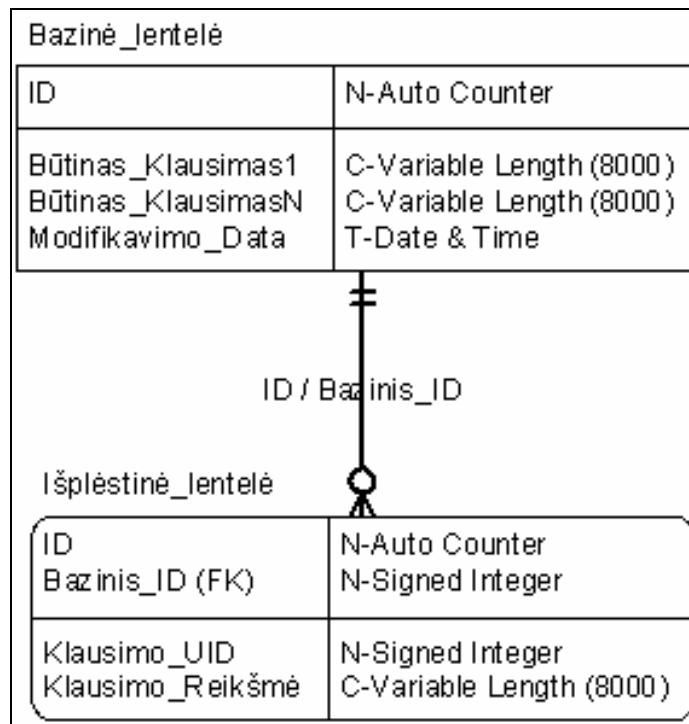 Bazinė_lentelė
ID N-Auto Counter
Būtinas_Klausimas1 C-Variable Length (8000)
Būtinas_KlausimasN C-Variable Length (8000)
Modifikavimo_Data T-Date & Time
ID / Bazinis_ID
Išplėstinė_lentelė
ID N-Auto Counter
Bazinis_ID (FK) N-Signed Integer
Klausimo_UID N-Signed Integer
Klausimo_Reikšmė C-Variable Length (8000)